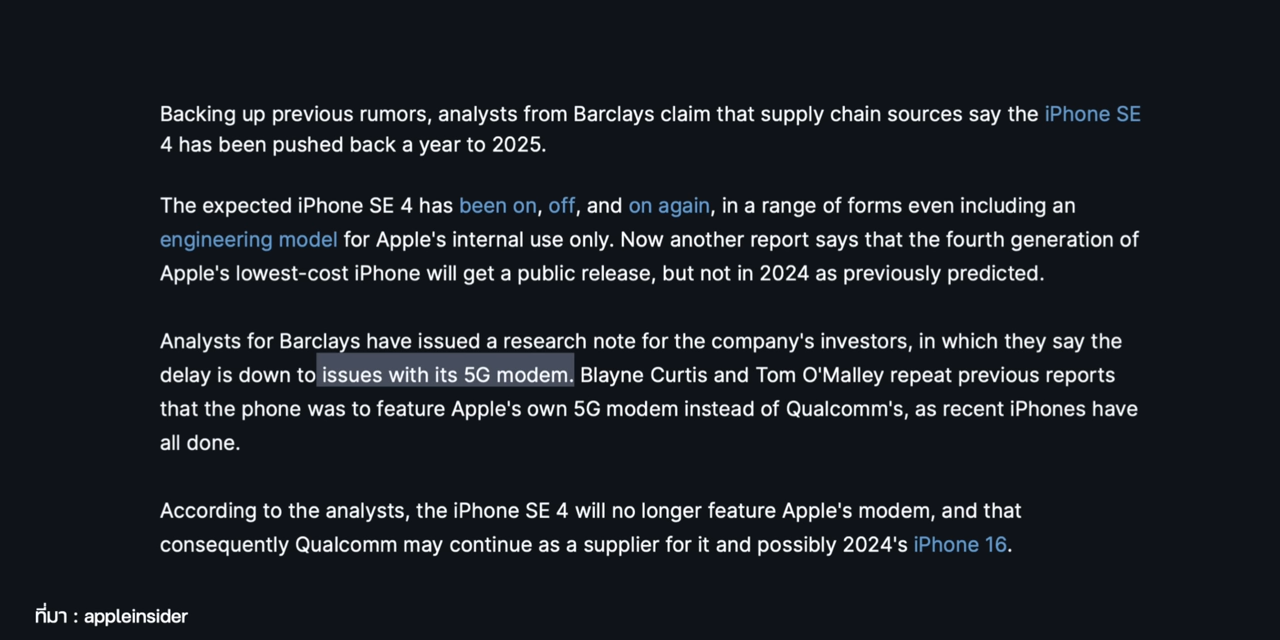 Backing up previous rumors, analysts from Barclays claim that supply chain sources say the iPhone SE
4 has been pushed back a year to 2025.
The expected iPhone SE 4 has been on, off, and on again, in a range of forms even including an
engineering model for Apple's internal use only. Now another report says that the fourth generation of
Apple's lowest-cost iPhone will get a public release, but not in 2024 as previously predicted.
Analysts for Barclays have issued a research note for the company's investors, in which they say the
delay is down to issues with its 5G modem. Blayne Curtis and Tom O'Malley repeat previous reports
that the phone was to feature Apple's own 5G modem instead of Qualcomm's, as recent iPhones have
all done.
According to the analysts, the iPhone SE 4 will no longer feature Apple's modem, and that
consequently Qualcomm may continue as a supplier for it and possibly 2024's iPhone 16.
ที่มา : appleinsider